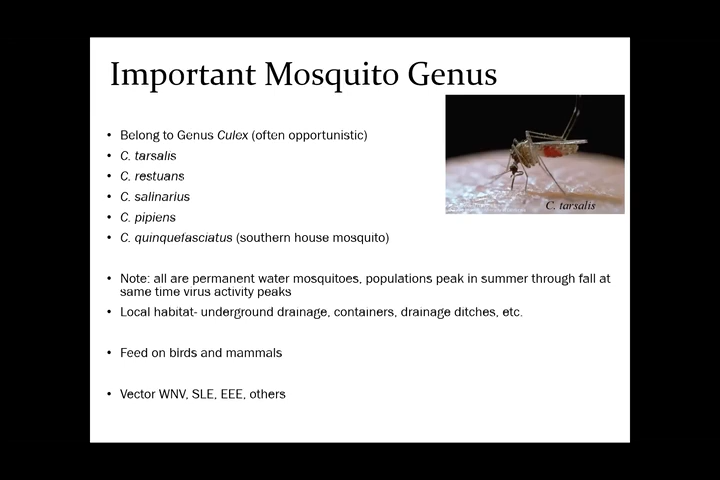 Important Mosquito Genus
• Belong to Genus Culex (often opportunistic)
• C. tarsalis
• C. restuans
• C. salinarius
• C. pipiens
• C. quinquefasciatus (southern house mosquito)
C. tarsalis
• Note: all are permanent water mosquitoes, populations peak in summer through fall at
same time virus activity peaks
• Local habitat- underground drainage, containers, drainage ditches, etc.
• Feed on birds and mammals
• Vector WNV, SLE, EEE, others